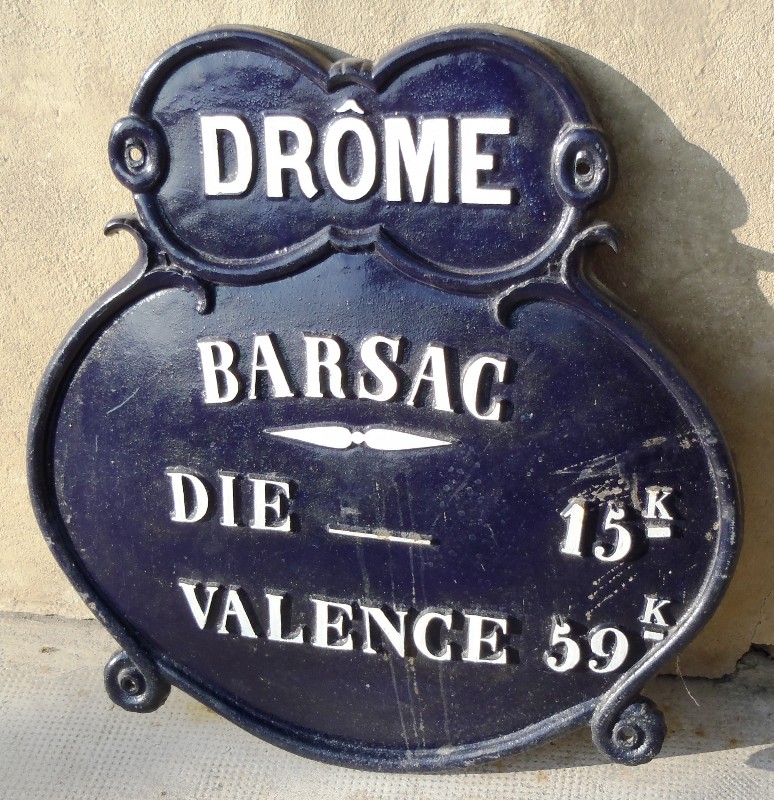 DRÔME
BARSAC
DIE 15K
VALENCE 59K